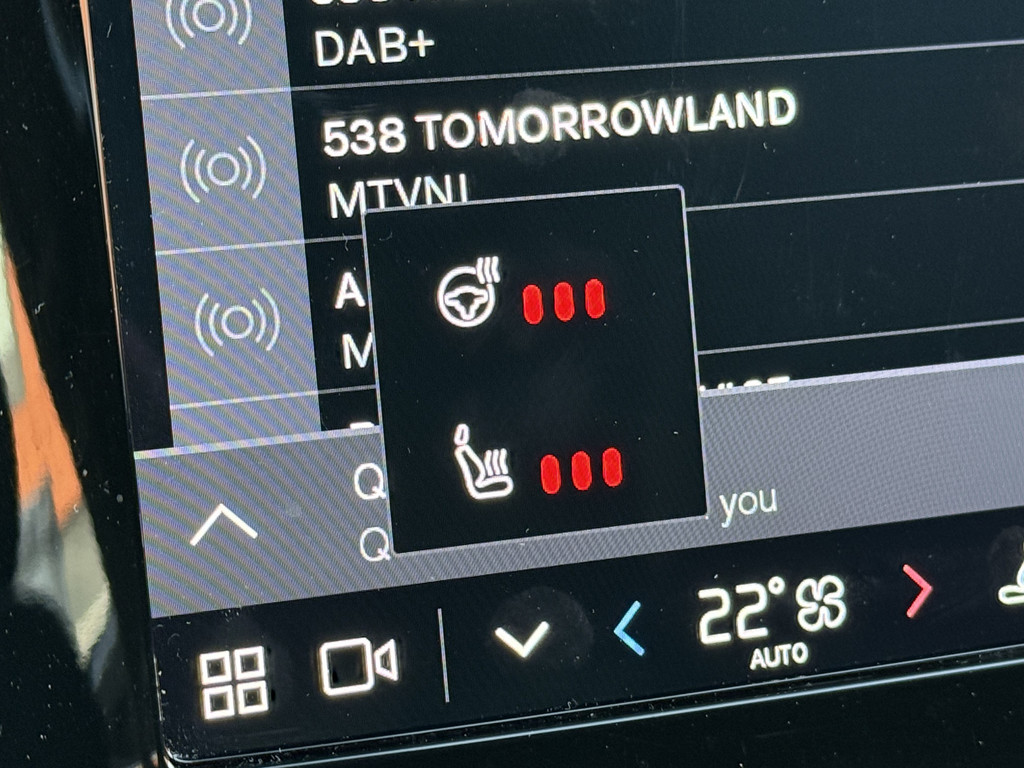 DAB+
538 TOMORROWLAND
MTVNL
A
M
Q
you
Q
22°
AUTO